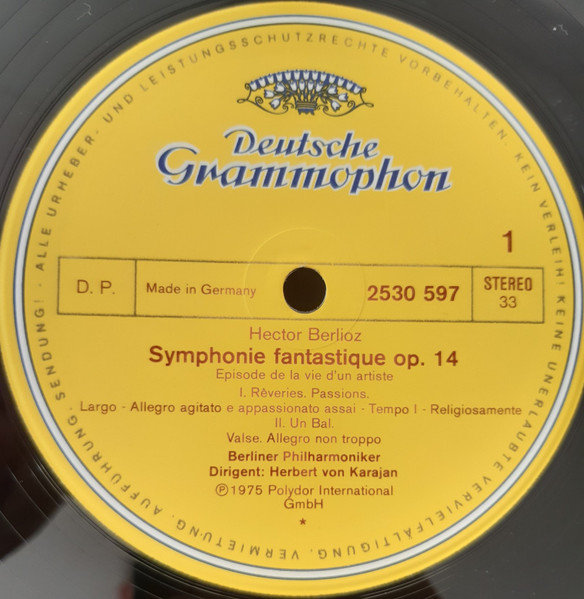 Deutsche
Grammophon
1
D. P.
Made in Germany
2530 597
STEREO
33
Hector Berlioz
Symphonie fantastique op. 14
Episode de la vie d'un artiste
I. Rêveries. Passions.
Largo - Allegro agitato e appassionato assai - Tempo I - Religiosamente
II. Un Bal.
Valse. Allegro non troppo
Berliner Philharmoniker
Dirigent: Herbert von Karajan
Ⓟ 1975 Polydor International
GmbH
*
· ALLE URHEBER- UND LEISTUNGSSCHUTZRECHTE VORBEHALTEN. KEIN VERLEIH! KEINE UNERLAUBTE VERVIELFÄLTIGUNG, VERMIETUNG, AUFFÜHRUNG, SENDUNG!